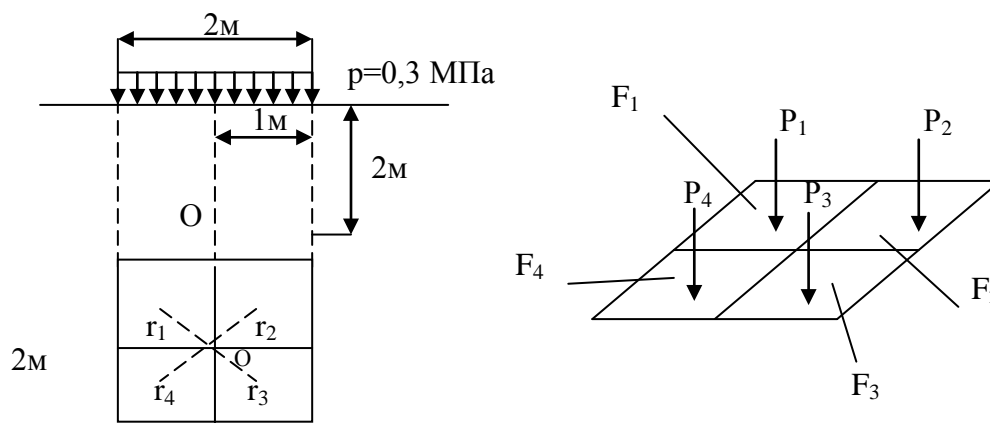 2м
p=0,3 МПа
1м
2м
O
r₁
r₂
O
r₄
r₃
2м
F₁
P₁
P₂
P₄
P₃
F₄
F
F₃